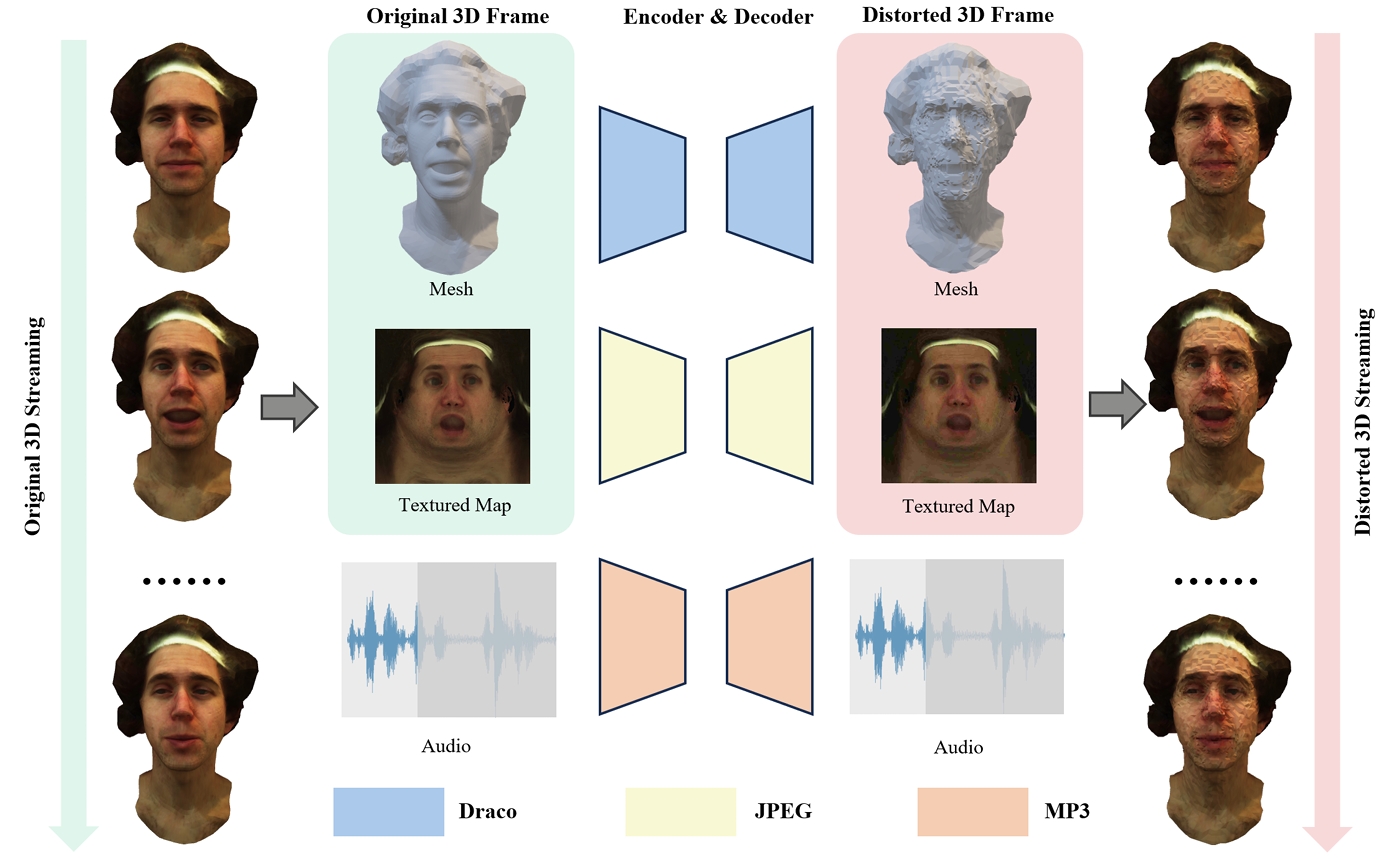 Original 3D Frame
Encoder & Decoder
Distorted 3D Frame
Original 3D Streaming
Mesh
Mesh
Distorted 3D Streaming
Textured Map
Textured Map
Audio
Audio
Draco
JPEG
MP3